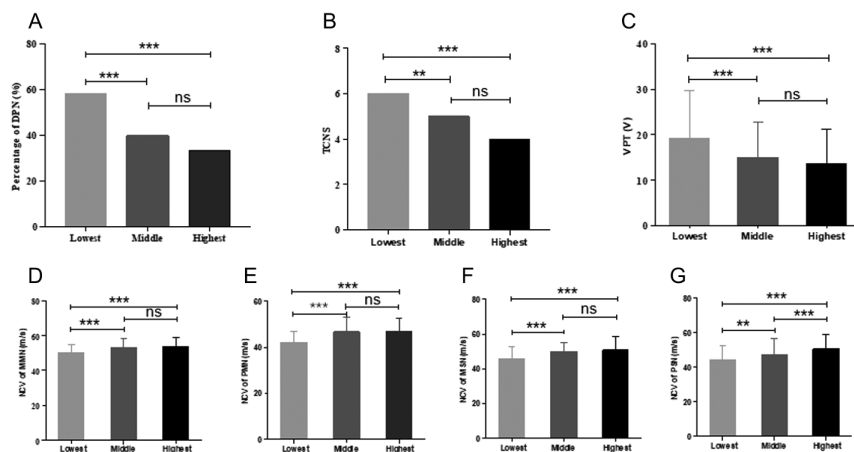 A
Percentage of DPN (%)
80
60
40
20
0
***
***
ns
Lowest Middle Highest
B
TCNS
8
6
4
2
0
***
**
ns
Lowest Middle Highest
C
VPT (V)
40
30
20
10
0
***
***
ns
Lowest Middle Highest
D
NCV of MMN (m/s)
80
60
40
20
0
***
***
ns
Lowest Middle Highest
E
NCV of PMN (m/s)
60
40
20
0
***
***
ns
Lowest Middle Highest
F
NCV of MSN (m/s)
80
60
40
20
0
***
***
ns
Lowest Middle Highest
G
NCV of PSN (m/s)
80
60
40
20
0
***
**
***
Lowest Middle Highest